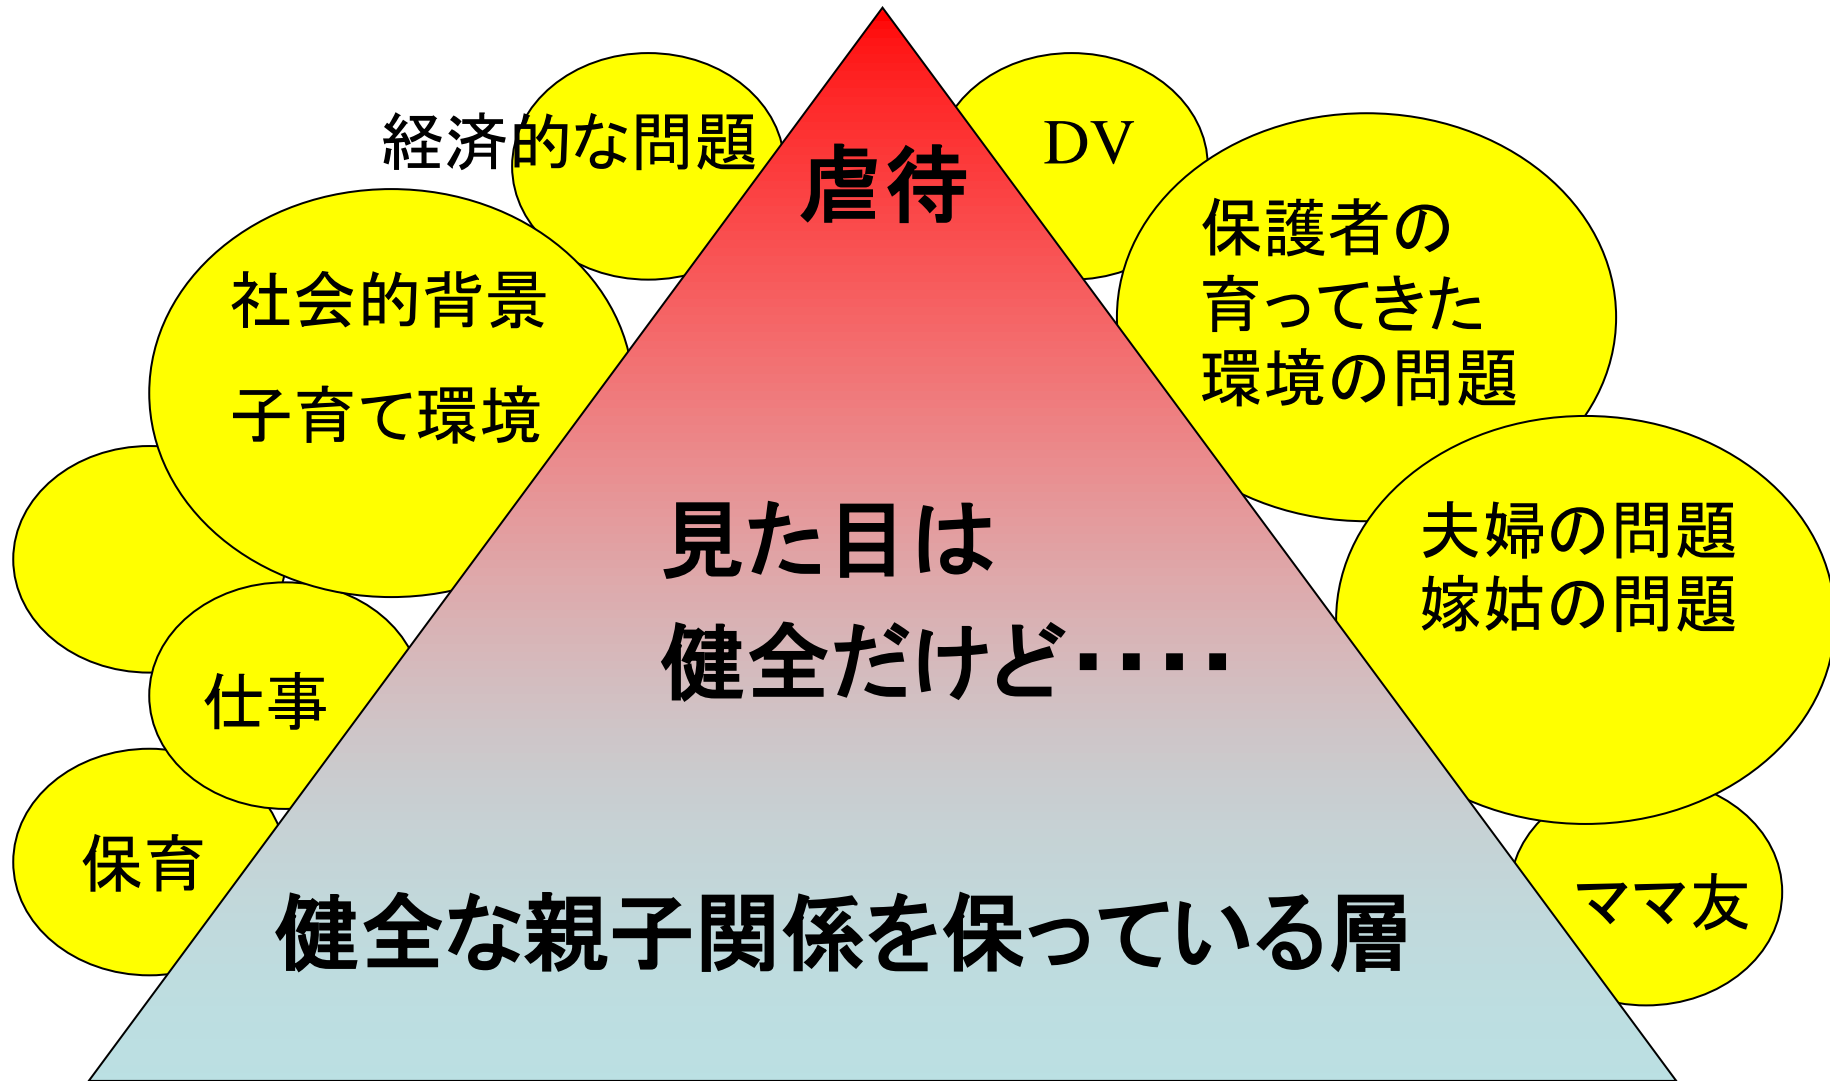 経済的な問題
DV
虐待
保護者の
育ってきた
環境の問題
社会的背景
子育て環境
見た目は
健全だけど････
夫婦の問題
嫁姑の問題
仕事
保育
健全な親子関係を保っている層
ママ友